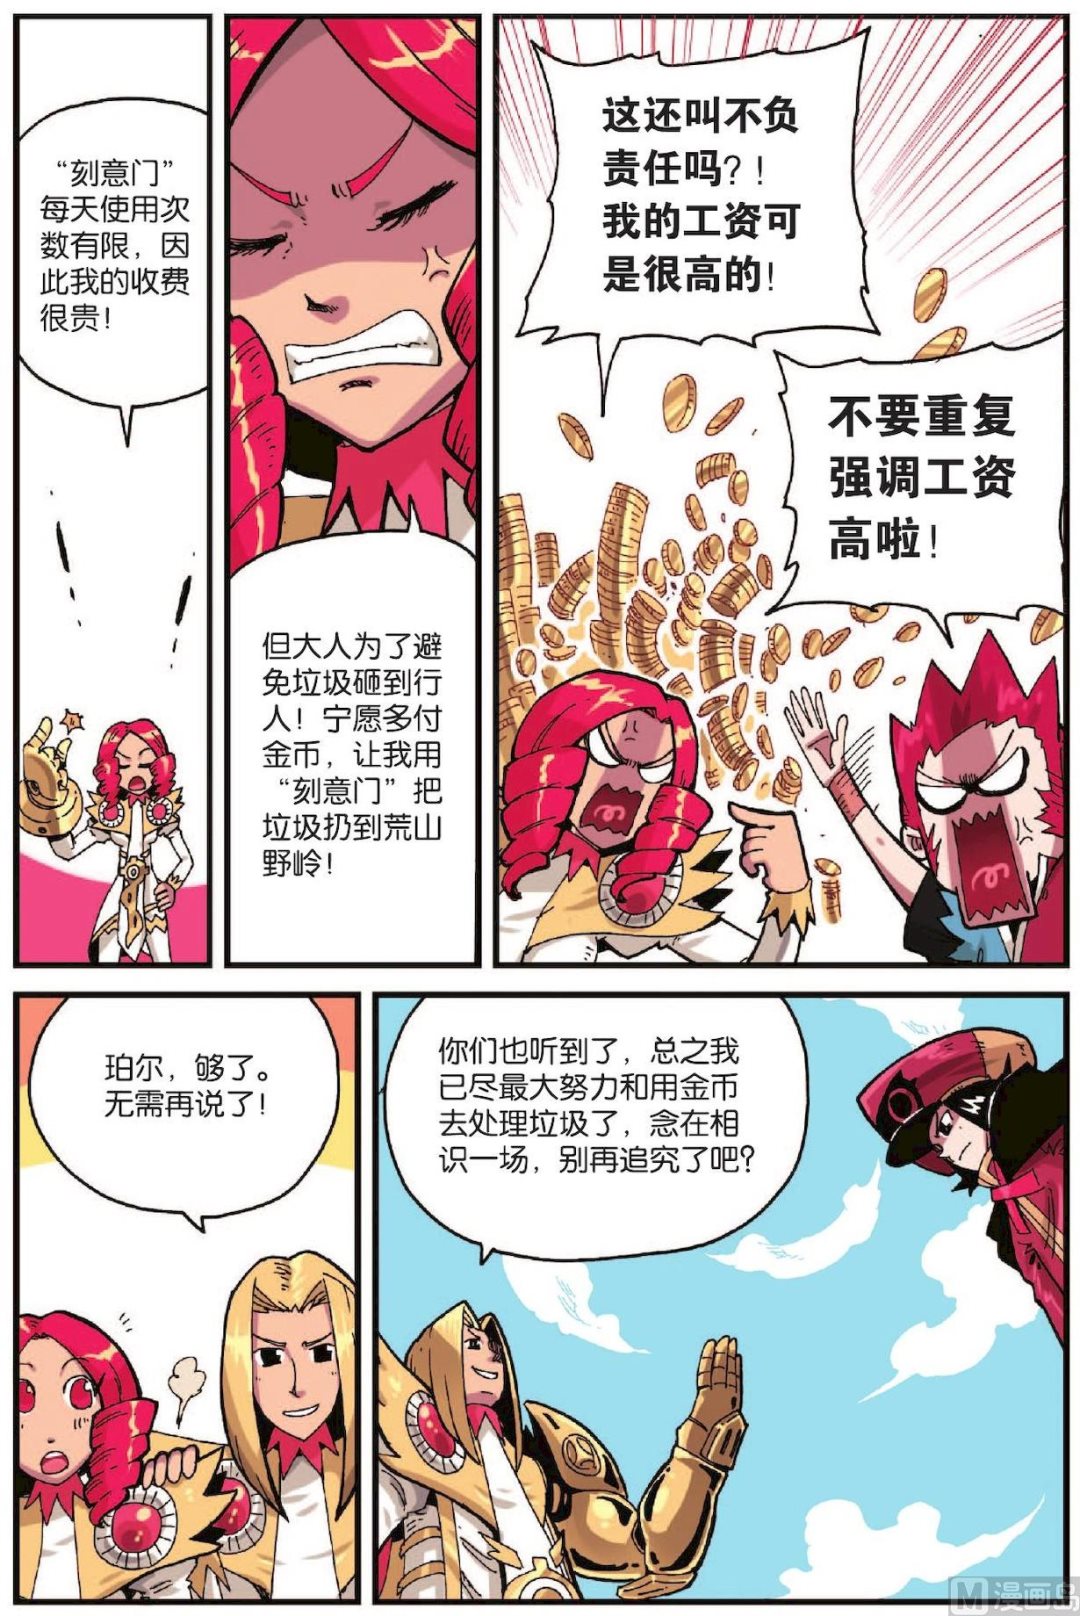 “刻意门”
每天使用次
数有限，因
此我的收费
很贵！
但大人为了避
免垃圾砸到行
人！宁愿多付
金币，让我用
“刻意门”把
垃圾扔到荒山
野岭！
这还叫不负
责任吗？！
我的工资可
是很高的！
不要重复
强调工资
高啦！
珀尔，够了。
无需再说了！
你们也听到了，总之我
已尽最大努力和用金币
去处理垃圾了，念在相
识一场，别再追究了吧？
M 漫画岛